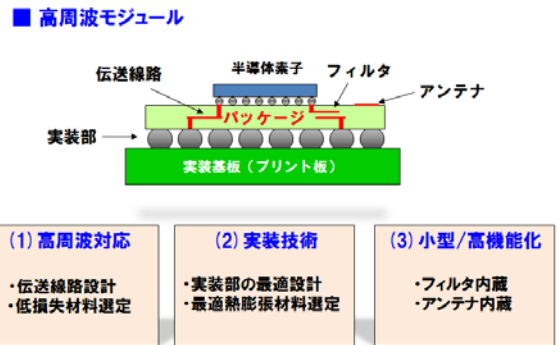 ■ 高周波モジュール
半導体素子
フィルタ
伝送線路
アンテナ
パッケージ
実装部
実装基板（プリント板）
(1) 高周波対応
・伝送線路設計
・低損失材料選定
(2) 実装技術
・実装部の最適設計
・最適熱膨張材料選定
(3) 小型/高機能化
・フィルタ内蔵
・アンテナ内蔵